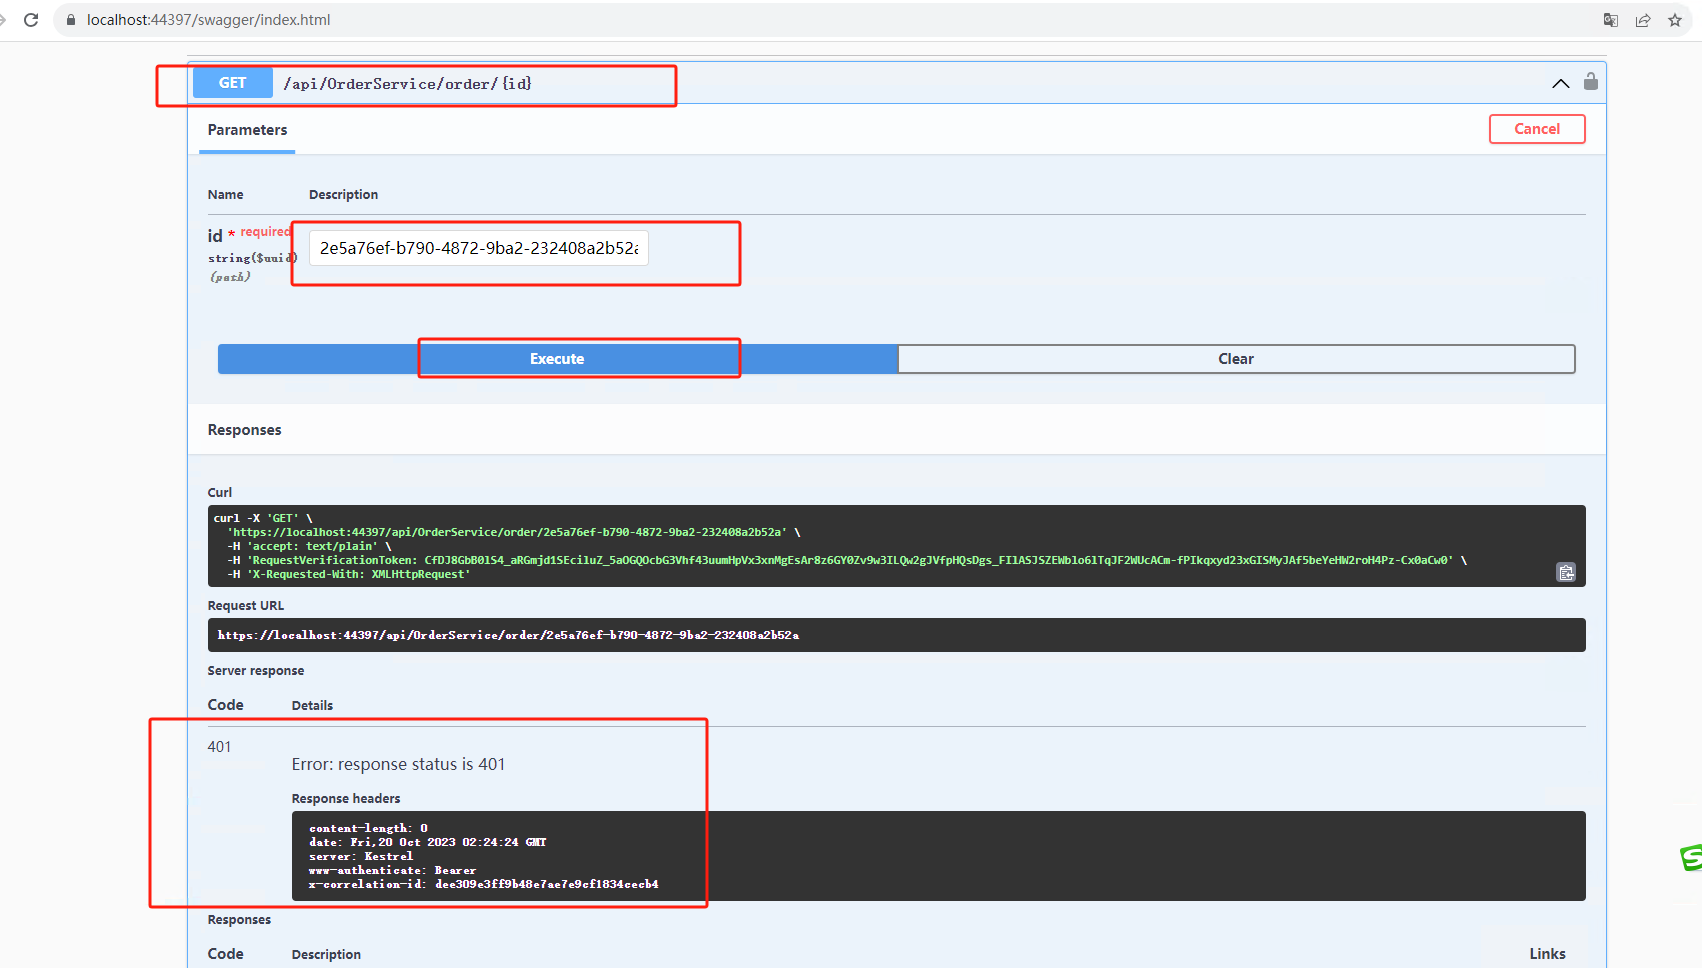 localhost:44397/swagger/index.html
GET /api/OrderService/order/{id}
Parameters
Cancel
Name Description
id * required
string($uuid)
(path)
2e5a76ef-b790-4872-9ba2-232408a2b52a
Execute Clear
Responses
Curl
curl -X 'GET' \
'https://localhost:44397/api/OrderService/order/2e5a76ef-b790-4872-9ba2-232408a2b52a' \
-H 'accept: text/plain' \
-H 'RequestVerificationToken: CfDJ8GbB0lS4_aRGmjd1SEciluZ_5aOGQOcbG3Vhf43uumHpVx3xnMgEsAr8z6GY0Zv9w3ILQw2gJVfpHQsDgs_FIlASJSZEWblo6lTqJF2WUcACm-fPIkqxyd23xGISMyJAf5beYeHW2roH4Pz-Cx0aCw0' \
-H 'X-Requested-With: XMLHttpRequest'
Request URL
https://localhost:44397/api/OrderService/order/2e5a76ef-b790-4872-9ba2-232408a2b52a
Server response
Code Details
401
Error: response status is 401
Response headers
content-length: 0
date: Fri,20 Oct 2023 02:24:24 GMT
server: Kestrel
www-authenticate: Bearer
x-correlation-id: dee309e3ff9b48e7ae7e9cf1834cecb4
Responses
Code Description Links